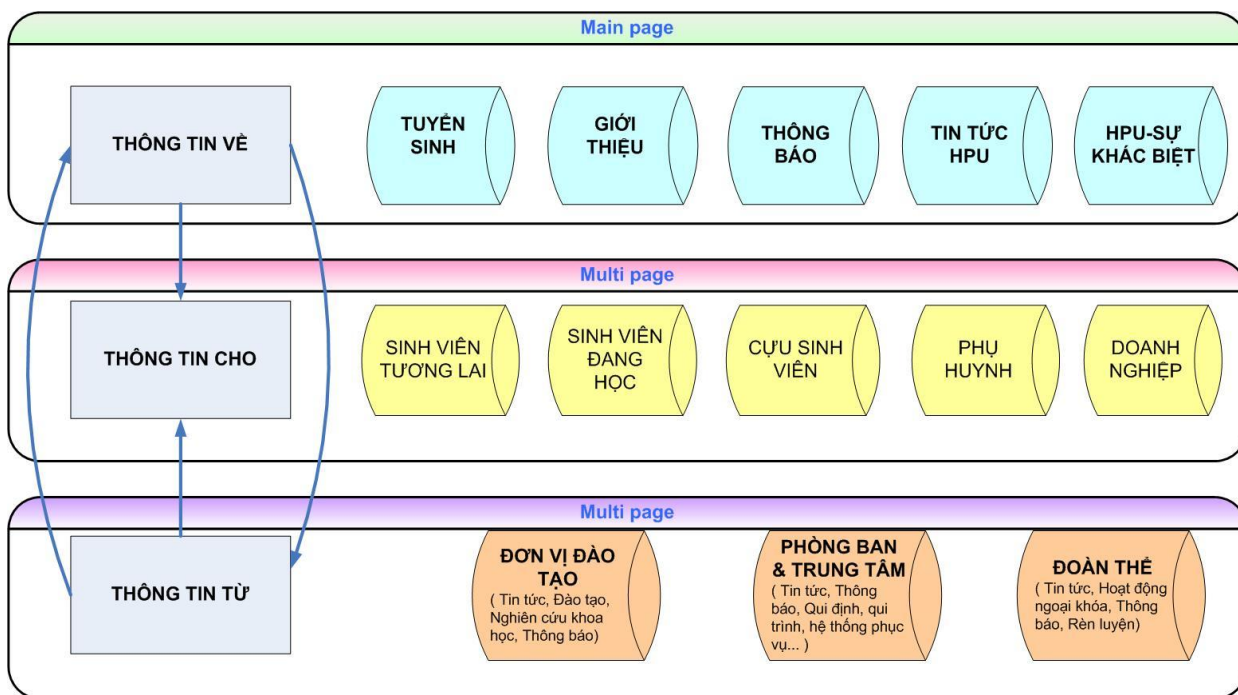 Main page
THÔNG TIN VỀ
TUYỂN
SINH
GIỚI
THIỆU
THÔNG
BÁO
TIN TỨC
HPU
HPU-SỰ
KHÁC BIỆT
Multi page
THÔNG TIN CHO
SINH VIÊN
TƯƠNG LAI
SINH VIÊN
ĐANG
HỌC
CỰU SINH
VIÊN
PHỤ
HUYNH
DOANH
NGHIỆP
Multi page
THÔNG TIN TỪ
ĐƠN VỊ ĐÀO
TẠO
( Tin tức, Đào tạo,
Nghiên cứu khoa
học, Thông báo)
PHÒNG BAN
& TRUNG TÂM
( Tin tức, Thông
báo, Qui định, qui
trình, hệ thống phục
vụ... )
ĐOÀN THỂ
( Tin tức, Hoạt động
ngoại khóa, Thông
báo, Rèn luyện)